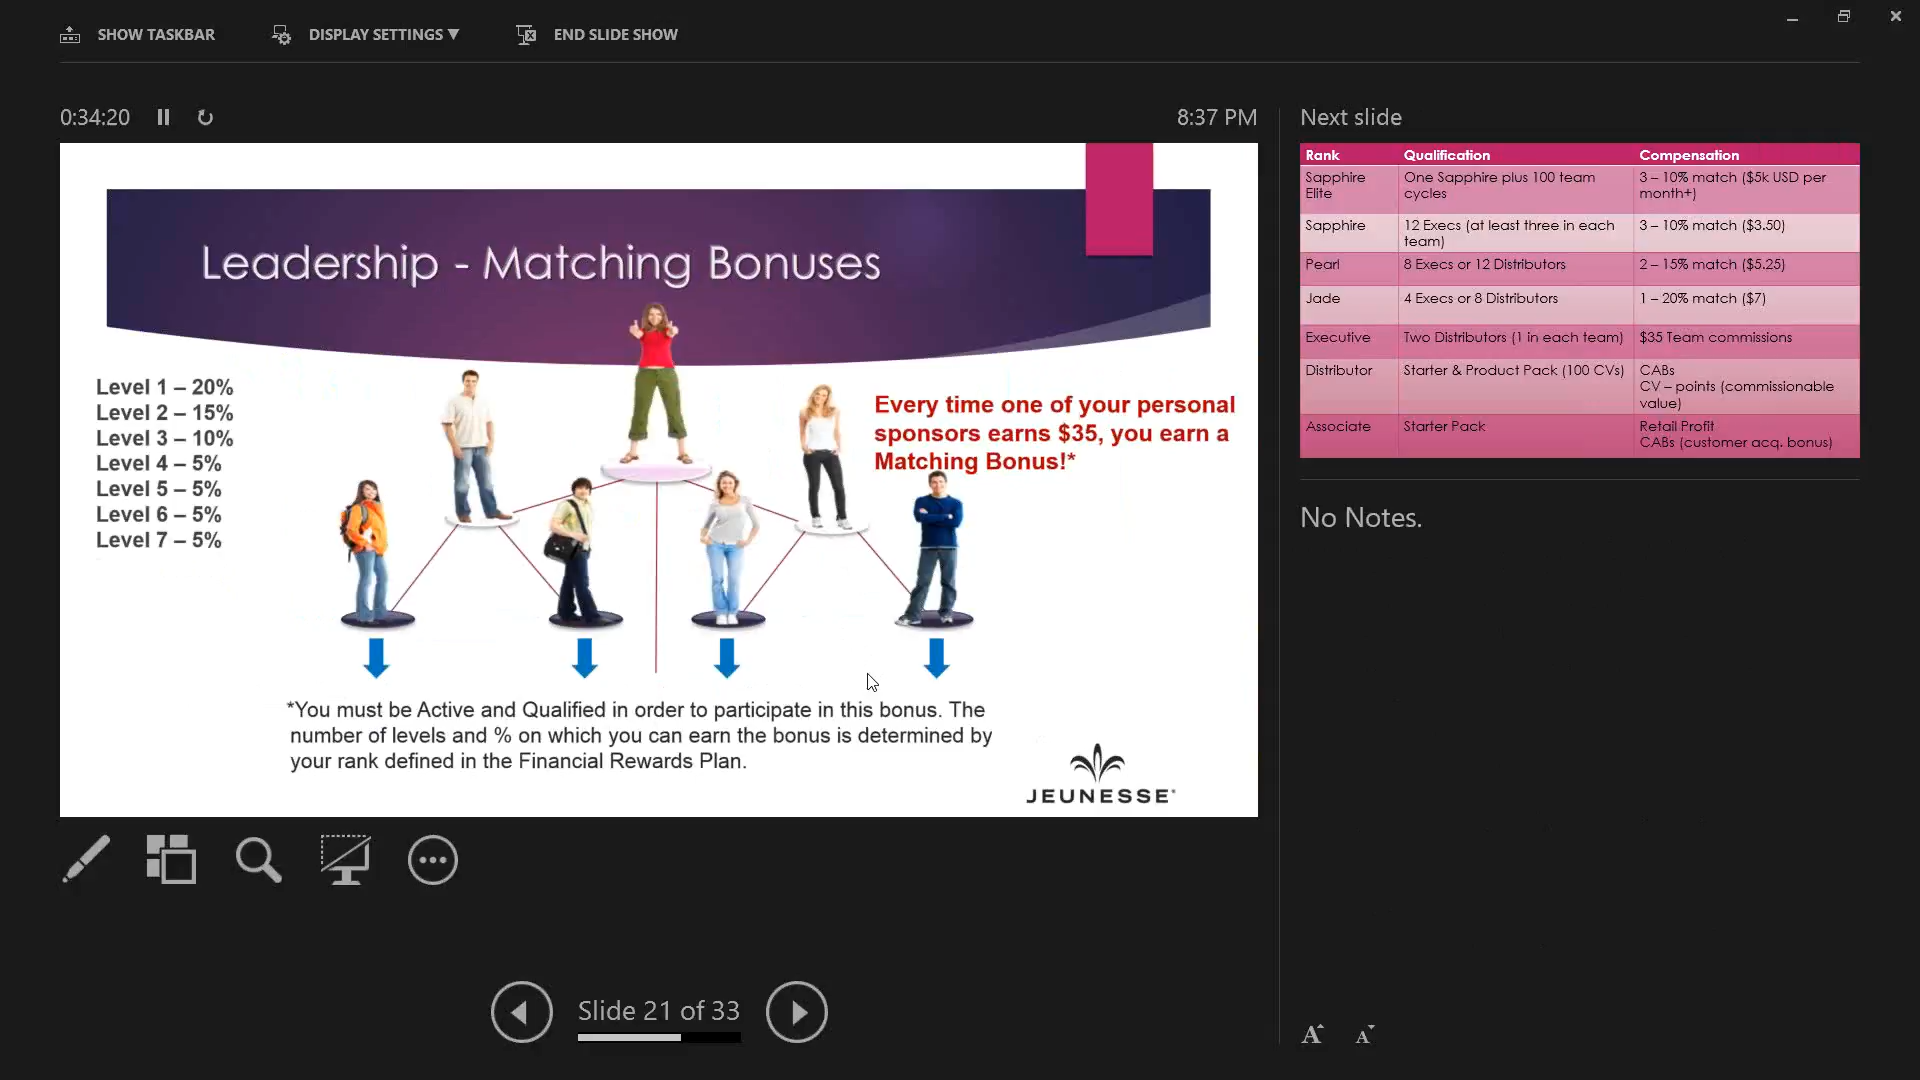 SHOW TASKBAR
DISPLAY SETTINGS ▼
END SLIDE SHOW
0:34:20
8:37 PM
Leadership - Matching Bonuses
Level 1 – 20%
Level 2 – 15%
Level 3 – 10%
Level 4 – 5%
Level 5 – 5%
Level 6 – 5%
Level 7 – 5%
Every time one of your personal
sponsors earns $35, you earn a
Matching Bonus!*
*You must be Active and Qualified in order to participate in this bonus. The
number of levels and % on which you can earn the bonus is determined by
your rank defined in the Financial Rewards Plan.
JEUNESSE
Slide 21 of 33
Next slide
Rank Qualification Compensation
Sapphire One Sapphire plus 100 team 3 – 10% match ($5k USD per
Elite cycles month+)
Sapphire 12 Execs (at least three in each 3 – 10% match ($3.50)
team)
Pearl 8 Execs or 12 Distributors 2 – 15% match ($5.25)
Jade 4 Execs or 8 Distributors 1 – 20% match ($7)
Executive Two Distributors (1 in each team) $35 Team commissions
Distributor Starter & Product Pack (100 CVs) CABs
CV – points (commissionable
value)
Associate Starter Pack Retail Profit
CABs (customer acq. bonus)
No Notes.
A A